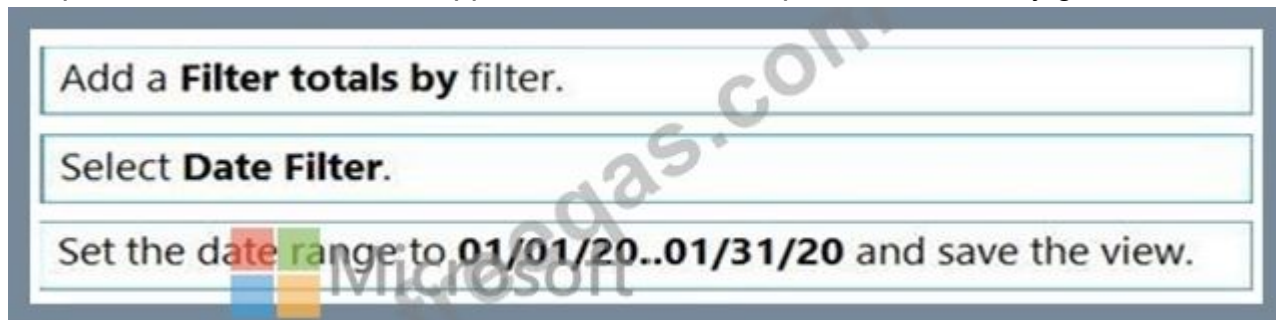 Add a Filter totals by filter.
Select Date Filter.
Set the date range to 01/01/20..01/31/20 and save the view.
Microsoft